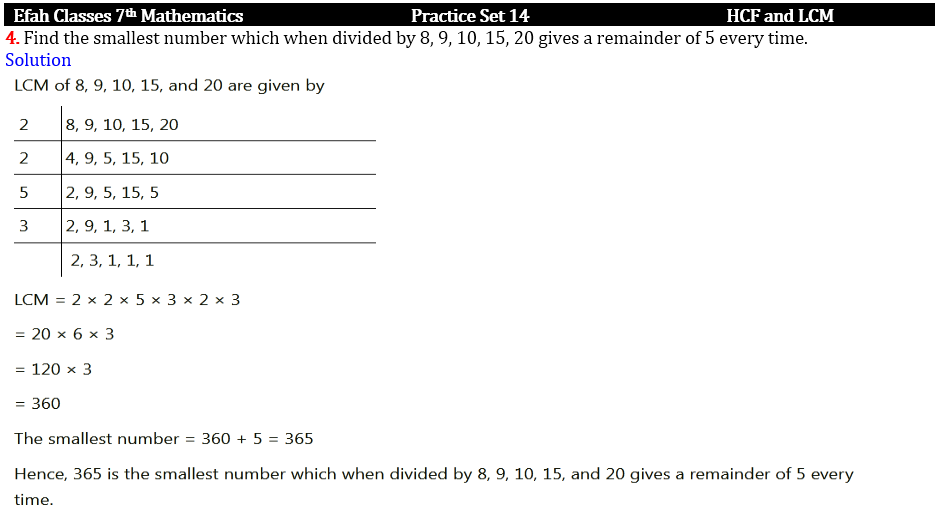 Efah Classes 7th Mathematics Practice Set 14 HCF and LCM
4. Find the smallest number which when divided by 8, 9, 10, 15, 20 gives a remainder of 5 every time.
Solution
LCM of 8, 9, 10, 15, and 20 are given by
2 8, 9, 10, 15, 20
2 4, 9, 5, 15, 10
5 2, 9, 5, 15, 5
3 2, 9, 1, 3, 1
2, 3, 1, 1, 1
LCM = 2 × 2 × 5 × 3 × 2 × 3
= 20 × 6 × 3
= 120 × 3
= 360
The smallest number = 360 + 5 = 365
Hence, 365 is the smallest number which when divided by 8, 9, 10, 15, and 20 gives a remainder of 5 every
time.